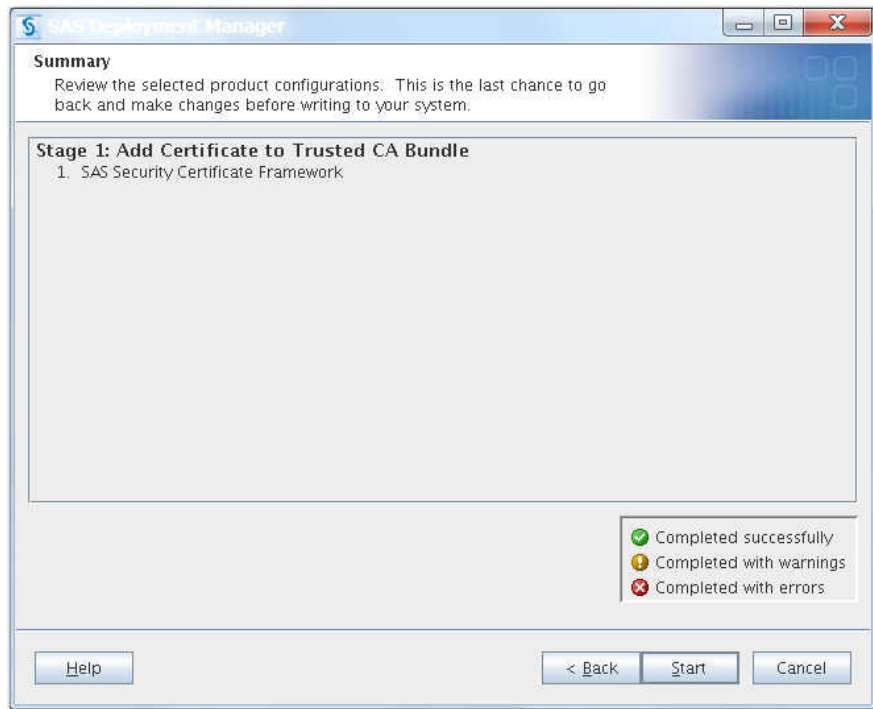 SAS Deployment Manager
Summary
Review the selected product configurations. This is the last chance to go
back and make changes before writing to your system.
Stage 1: Add Certificate to Trusted CA Bundle
1. SAS Security Certificate Framework
Completed successfully
Completed with warnings
Completed with errors
Help
< Back
Start
Cancel